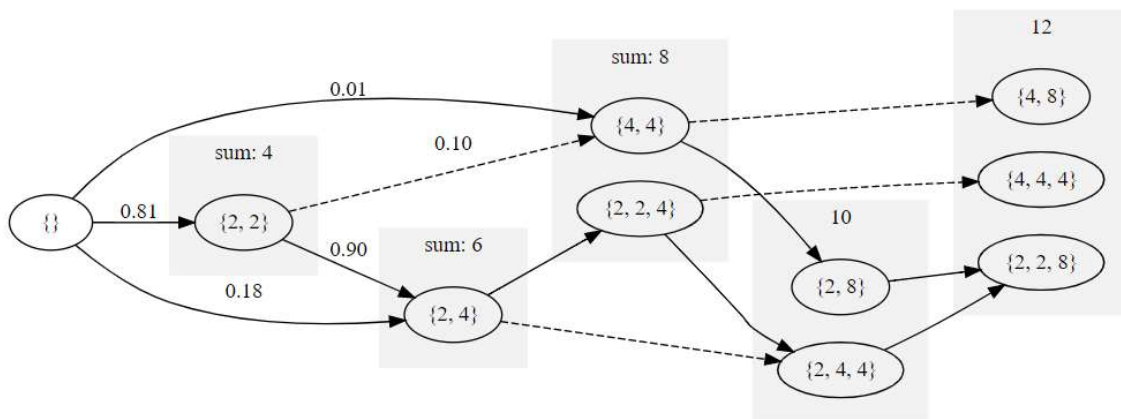 12
sum: 8
0.01
{4, 8}
{4, 4}
sum: 4
0.10
{4, 4, 4}
{}
0.81
{2, 2}
{2, 2, 4}
10
sum: 6
0.90
{2, 2, 8}
{2, 8}
0.18
{2, 4}
{2, 4, 4}